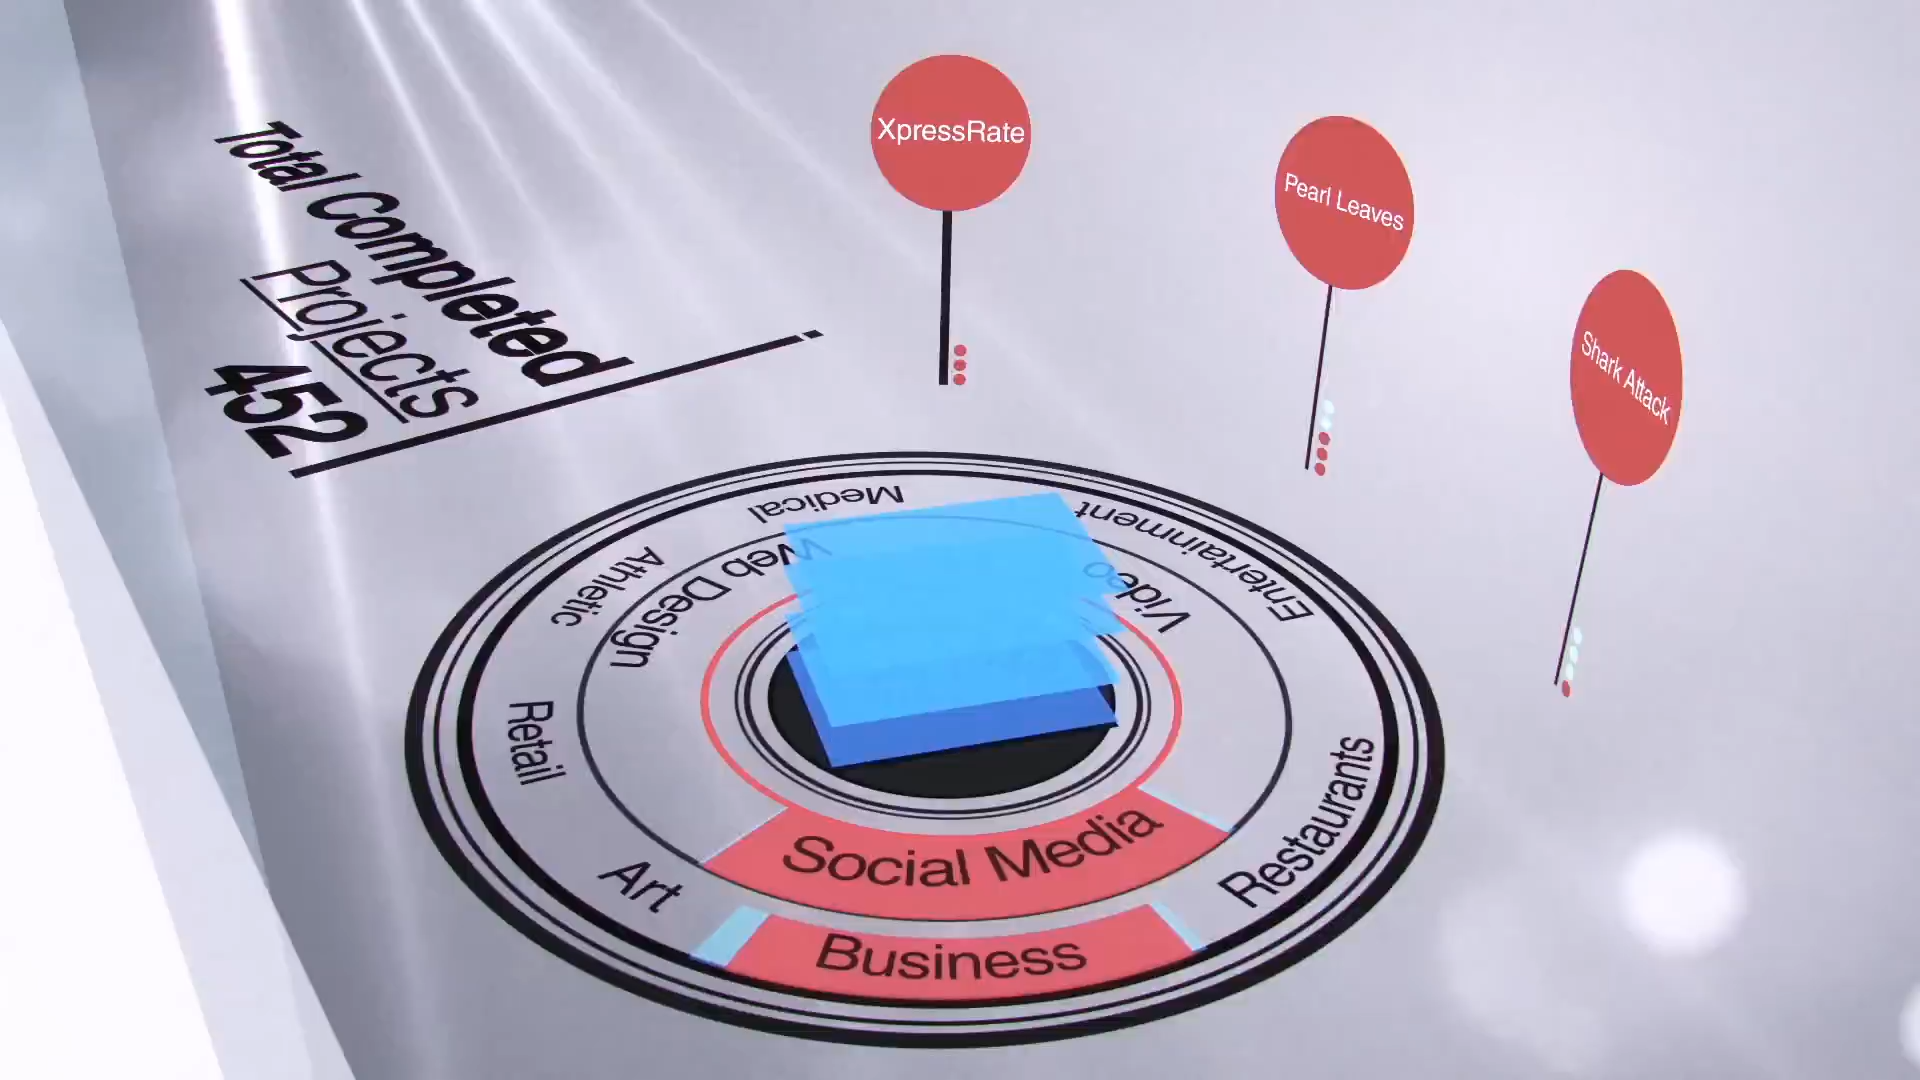 Total Completed
Projects
452
XpressRate
Pearl Leaves
Shark Attack
Medical
Entertainment
Athletic
Web Design
Video
Retail
Restaurants
Art
Social Media
Business